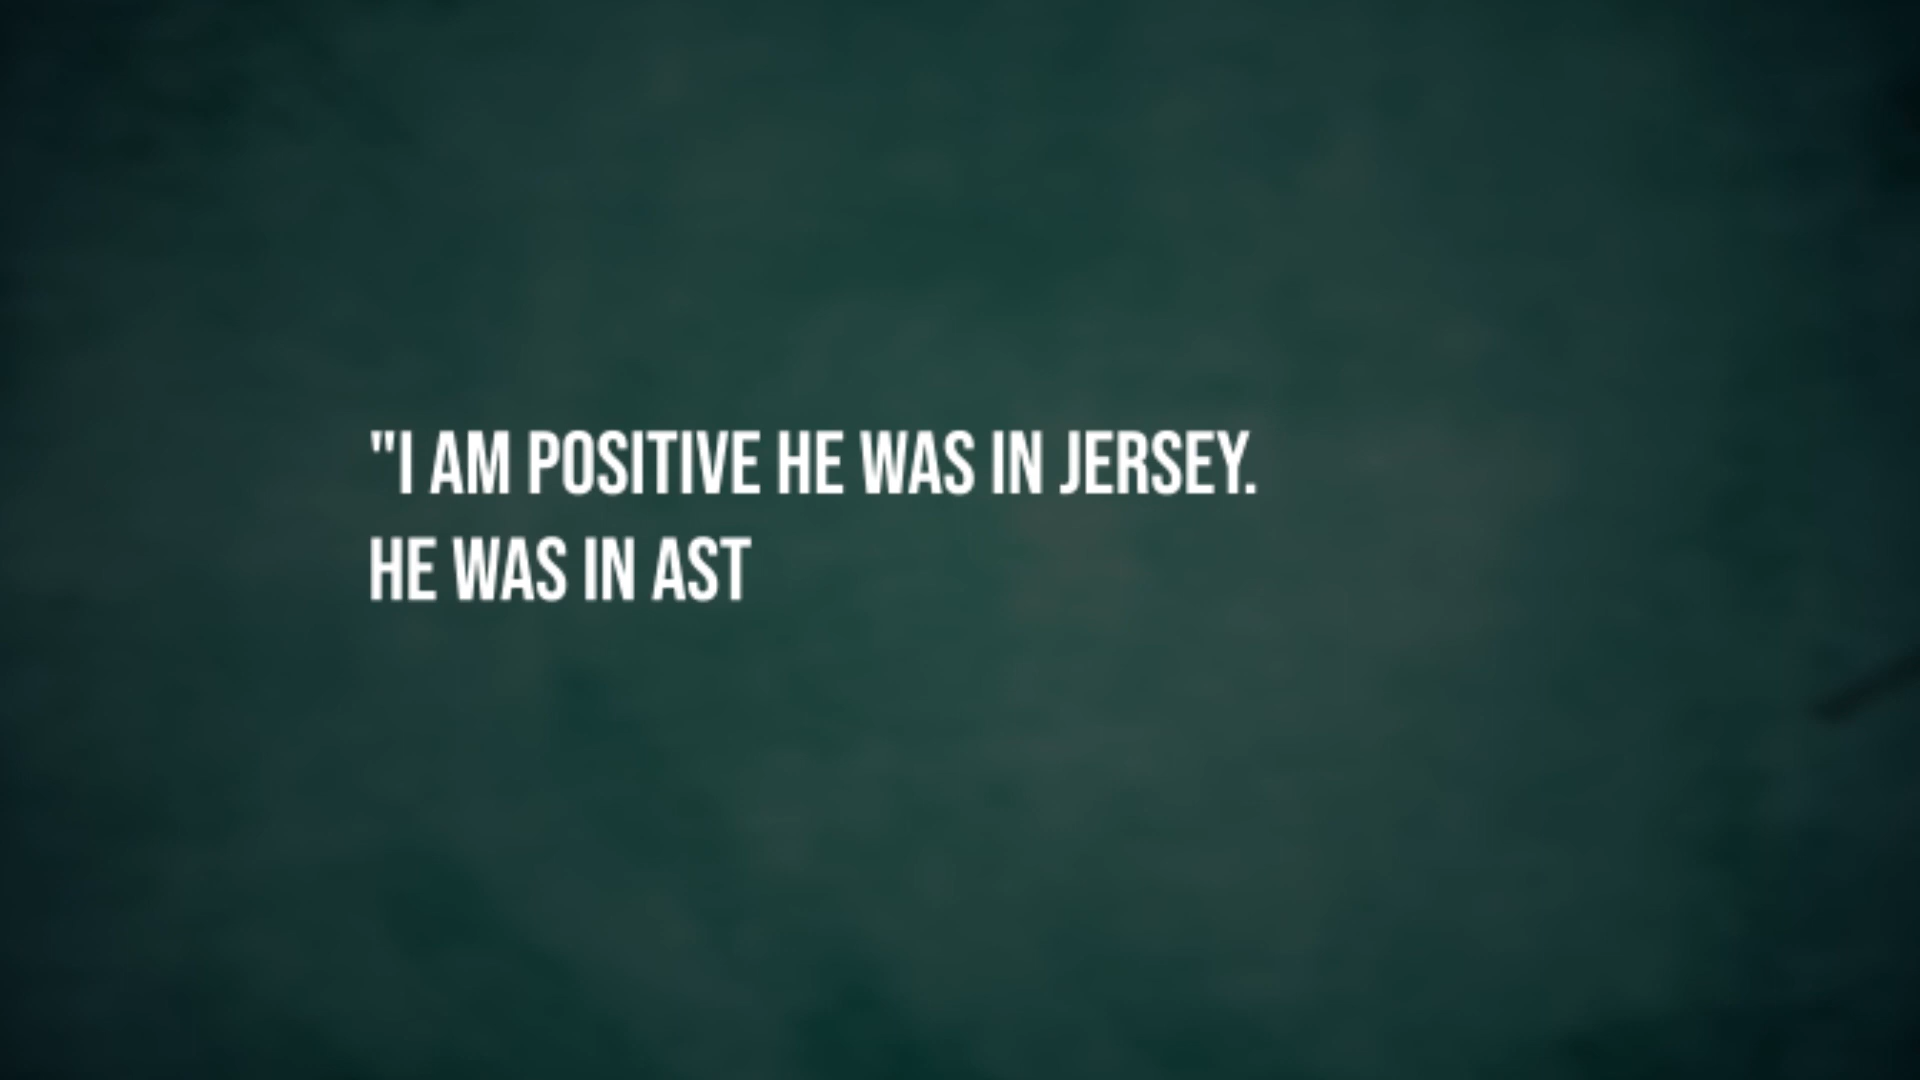 "I AM POSITIVE HE WAS IN JERSEY.
HE WAS IN AST